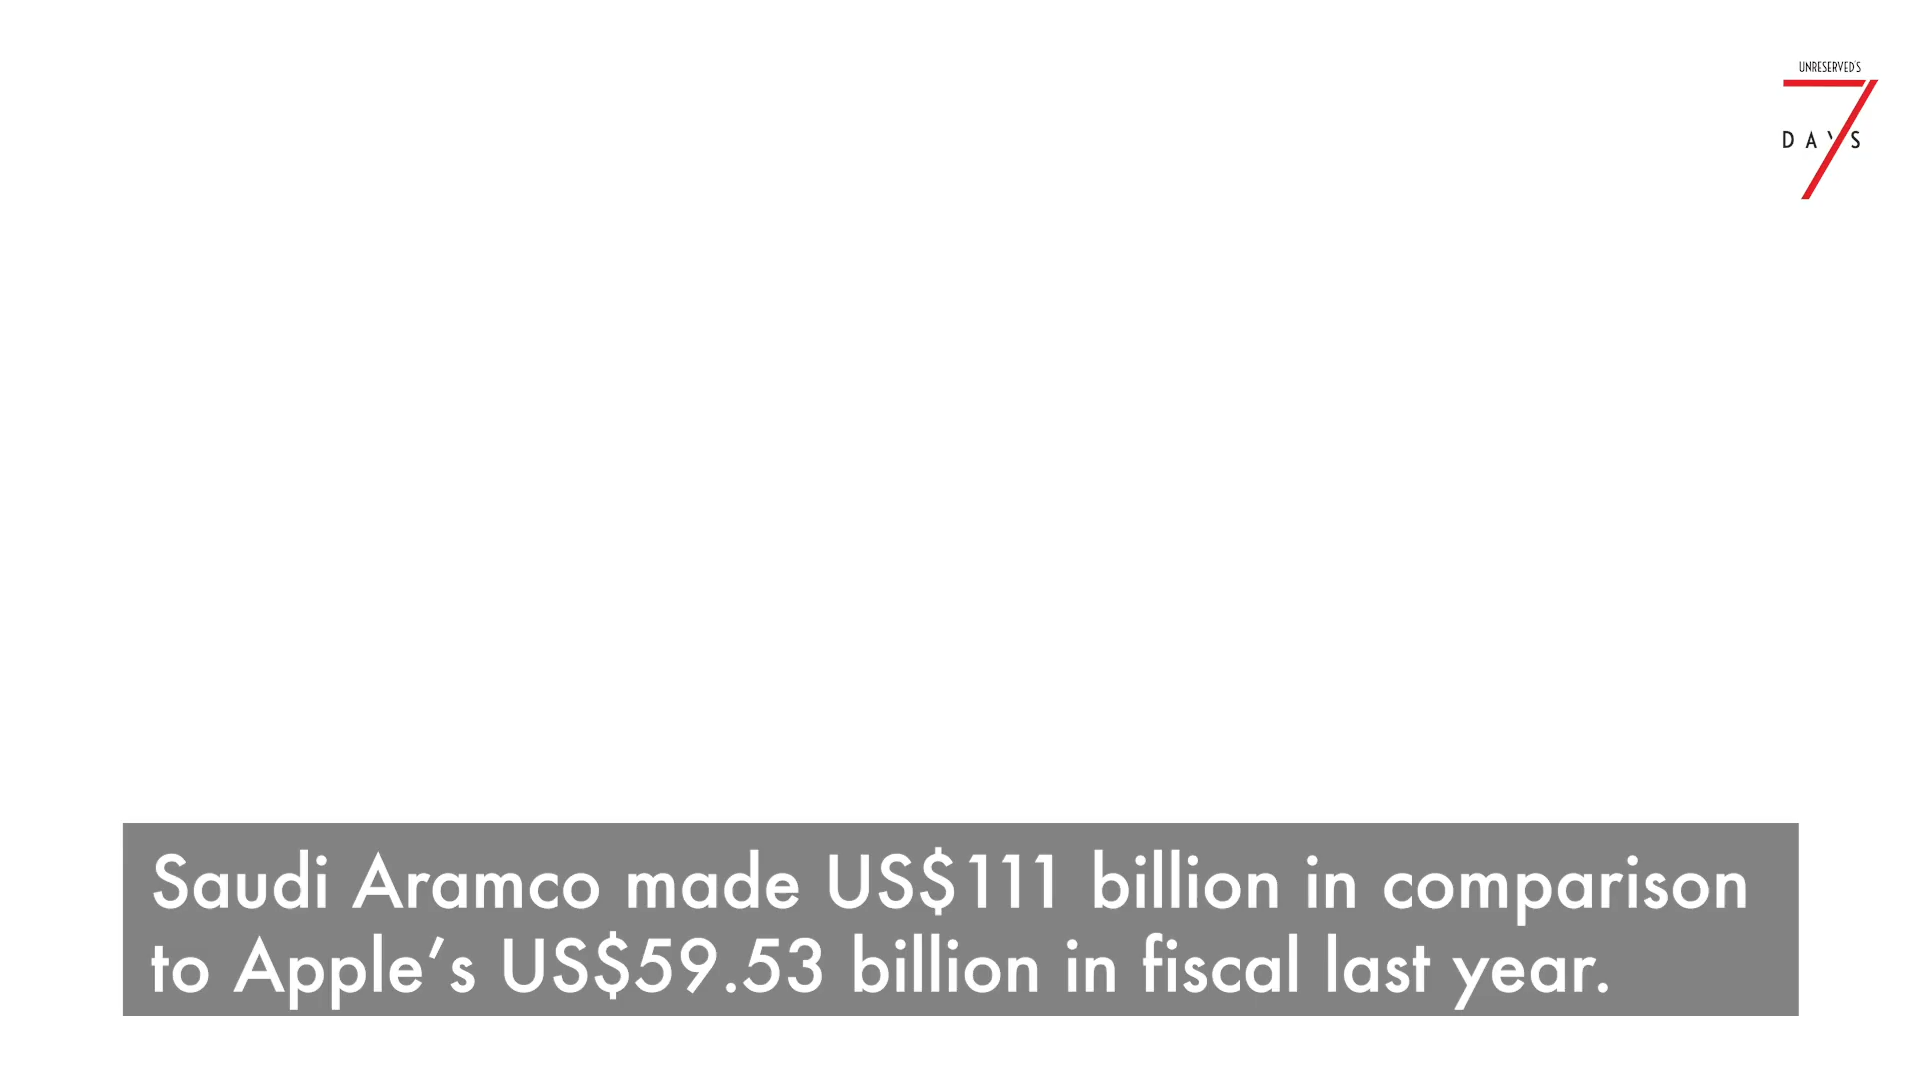 UNRESERVED'S
7
DAYS
Saudi Aramco made US$111 billion in comparison
to Apple’s US$59.53 billion in fiscal last year.